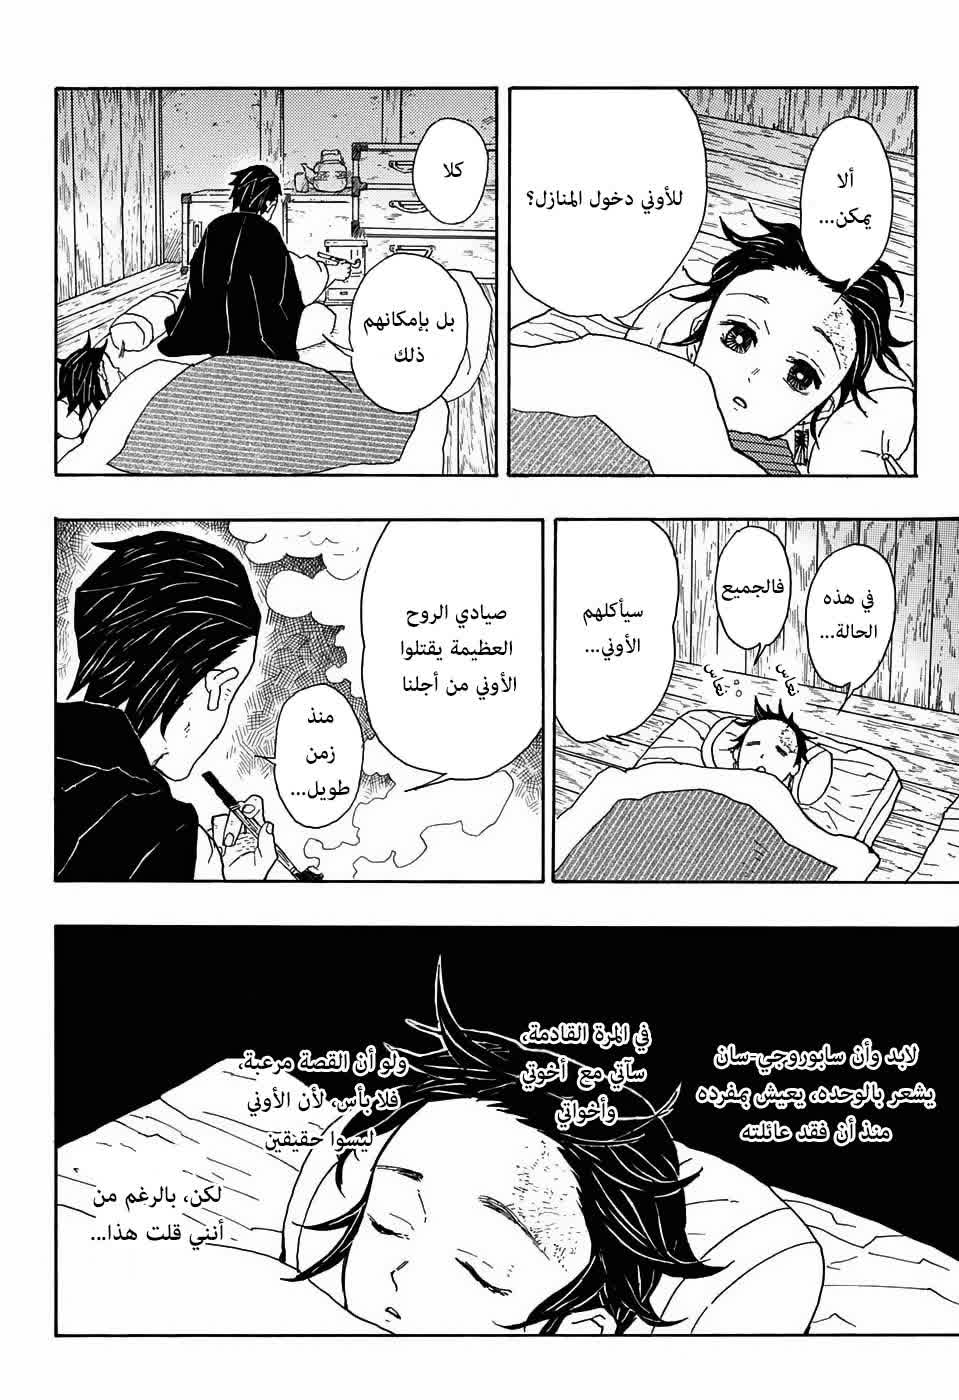 ألا
يمكن...
للأوني دخول المنازل؟
كلا
بل بإمكانهم
ذلك
في هذه
الحالة...
فالجميع
سيأكلهم
الأوني...
نعاس
نعاس
صيادي الروح
العظيمة يقتلوا
الأوني من أجلنا
منذ
زمن
طويل...
لابد وأن سابوروجي-سان
يشعر بالوحده، يعيش بمفرده
منذ أن فقد عائلته
في المرة القادمة،
سآتي مع أخوتي
وأخواتي
ولو أن القصة مرعبة،
فلا بأس، لأن الأوني
ليسوا حقيقين
لكن، بالرغم من
أنني قلت هذا...